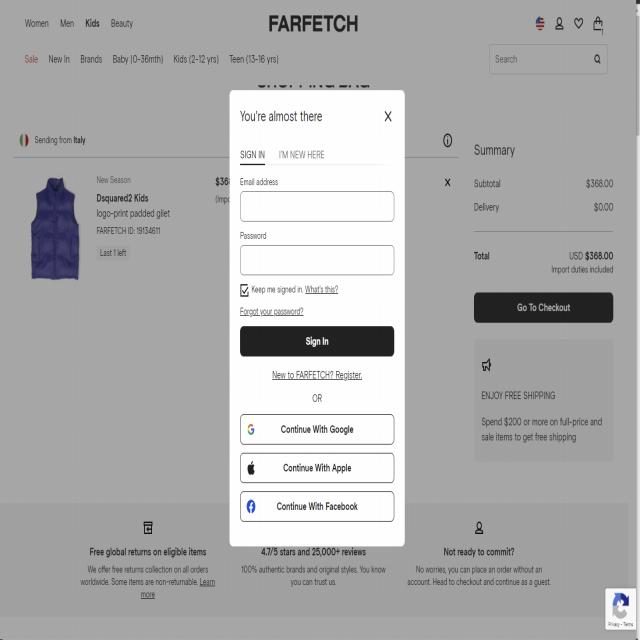 Women Men Kids Beauty
FARFETCH
1
Sale New In Brands Baby (0-36mth) Kids (2-12 yrs) Teen (13-16 yrs)
Search
SHOPPING BAG
You're almost there
X
SIGN IN I'M NEW HERE
Email address
Password
Keep me signed in. What's this?
Forgot your password?
Sign In
New to FARFETCH? Register.
OR
Continue With Google
Continue With Apple
Continue With Facebook
Sending from Italy
New Season
Dsquared2 Kids
logo-print padded gilet
FARFETCH ID: 19134611
Last 1 left
$36
(Impo
X
Summary
Subtotal $368.00
Delivery $0.00
Total USD $368.00
Import duties included
Go To Checkout
ENJOY FREE SHIPPING
Spend $200 or more on full-price and
sale items to get free shipping
Free global returns on eligible items
We offer free returns collection on all orders
worldwide. Some items are non-returnable. Learn
more
4.7/5 stars and 25,000+ reviews
100% authentic brands and original styles. You know
you can trust us.
Not ready to commit?
No worries, you can place an order without an
account. Head to checkout and continue as a guest.
Privacy - Terms